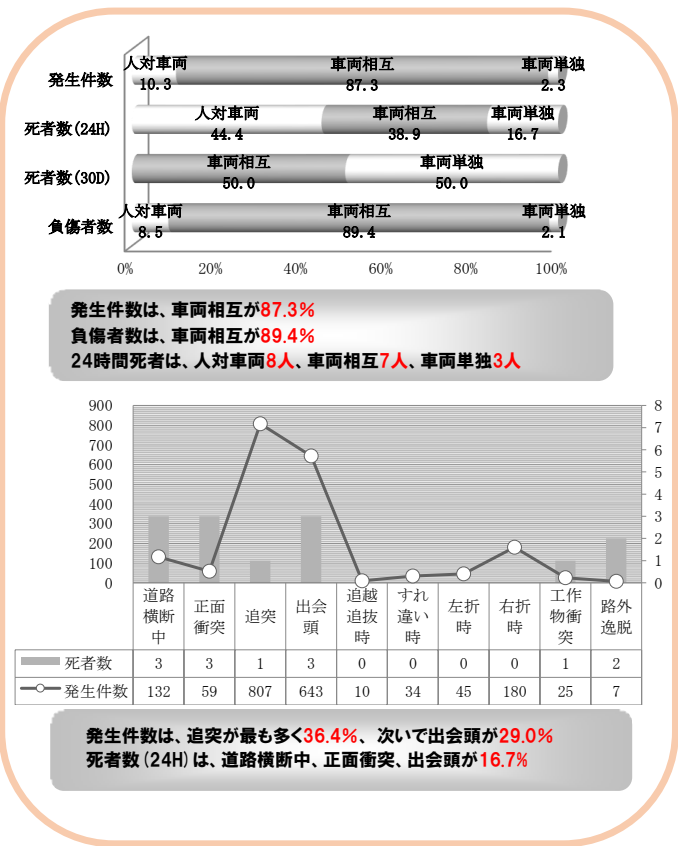 人対車両 車両相互 車両単独
発生件数 10.3 87.3 2.3
人対車両 車両相互 車両単独
死者数(24H) 44.4 38.9 16.7
車両相互 車両単独
死者数(30D) 50.0 50.0
人対車両 車両相互 車両単独
負傷者数 8.5 89.4 2.1
0% 20% 40% 60% 80% 100%
発生件数は、車両相互が87.3%
負傷者数は、車両相互が89.4%
24時間死者は、人対車両8人、車両相互7人、車両単独3人
900 8
800 7
700 6
600 5
500
400 4
300 3
200 2
100 1
0 0
道路横断中 正面衝突 追突 出会頭 追越追抜時 すれ違い時 左折時 右折時 工作物衝突 路外逸脱
死者数 3 3 1 3 0 0 0 0 1 2
発生件数 132 59 807 643 10 34 45 180 25 7
発生件数は、追突が最も多く36.4%、次いで出会頭が29.0%
死者数(24H)は、道路横断中、正面衝突、出会頭が16.7%